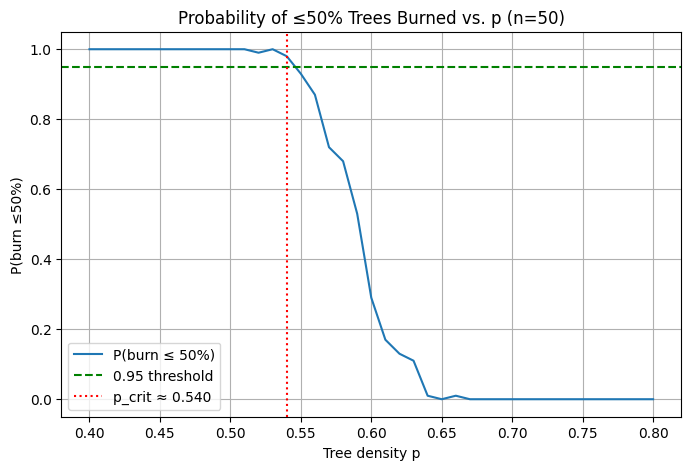 Probability of ≤50% Trees Burned vs. p (n=50)
P(burn ≤50%)
1.0
0.8
0.6
0.4
0.2
0.0
P(burn ≤ 50%)
0.95 threshold
p_crit ≈ 0.540
0.40 0.45 0.50 0.55 0.60 0.65 0.70 0.75 0.80
Tree density p